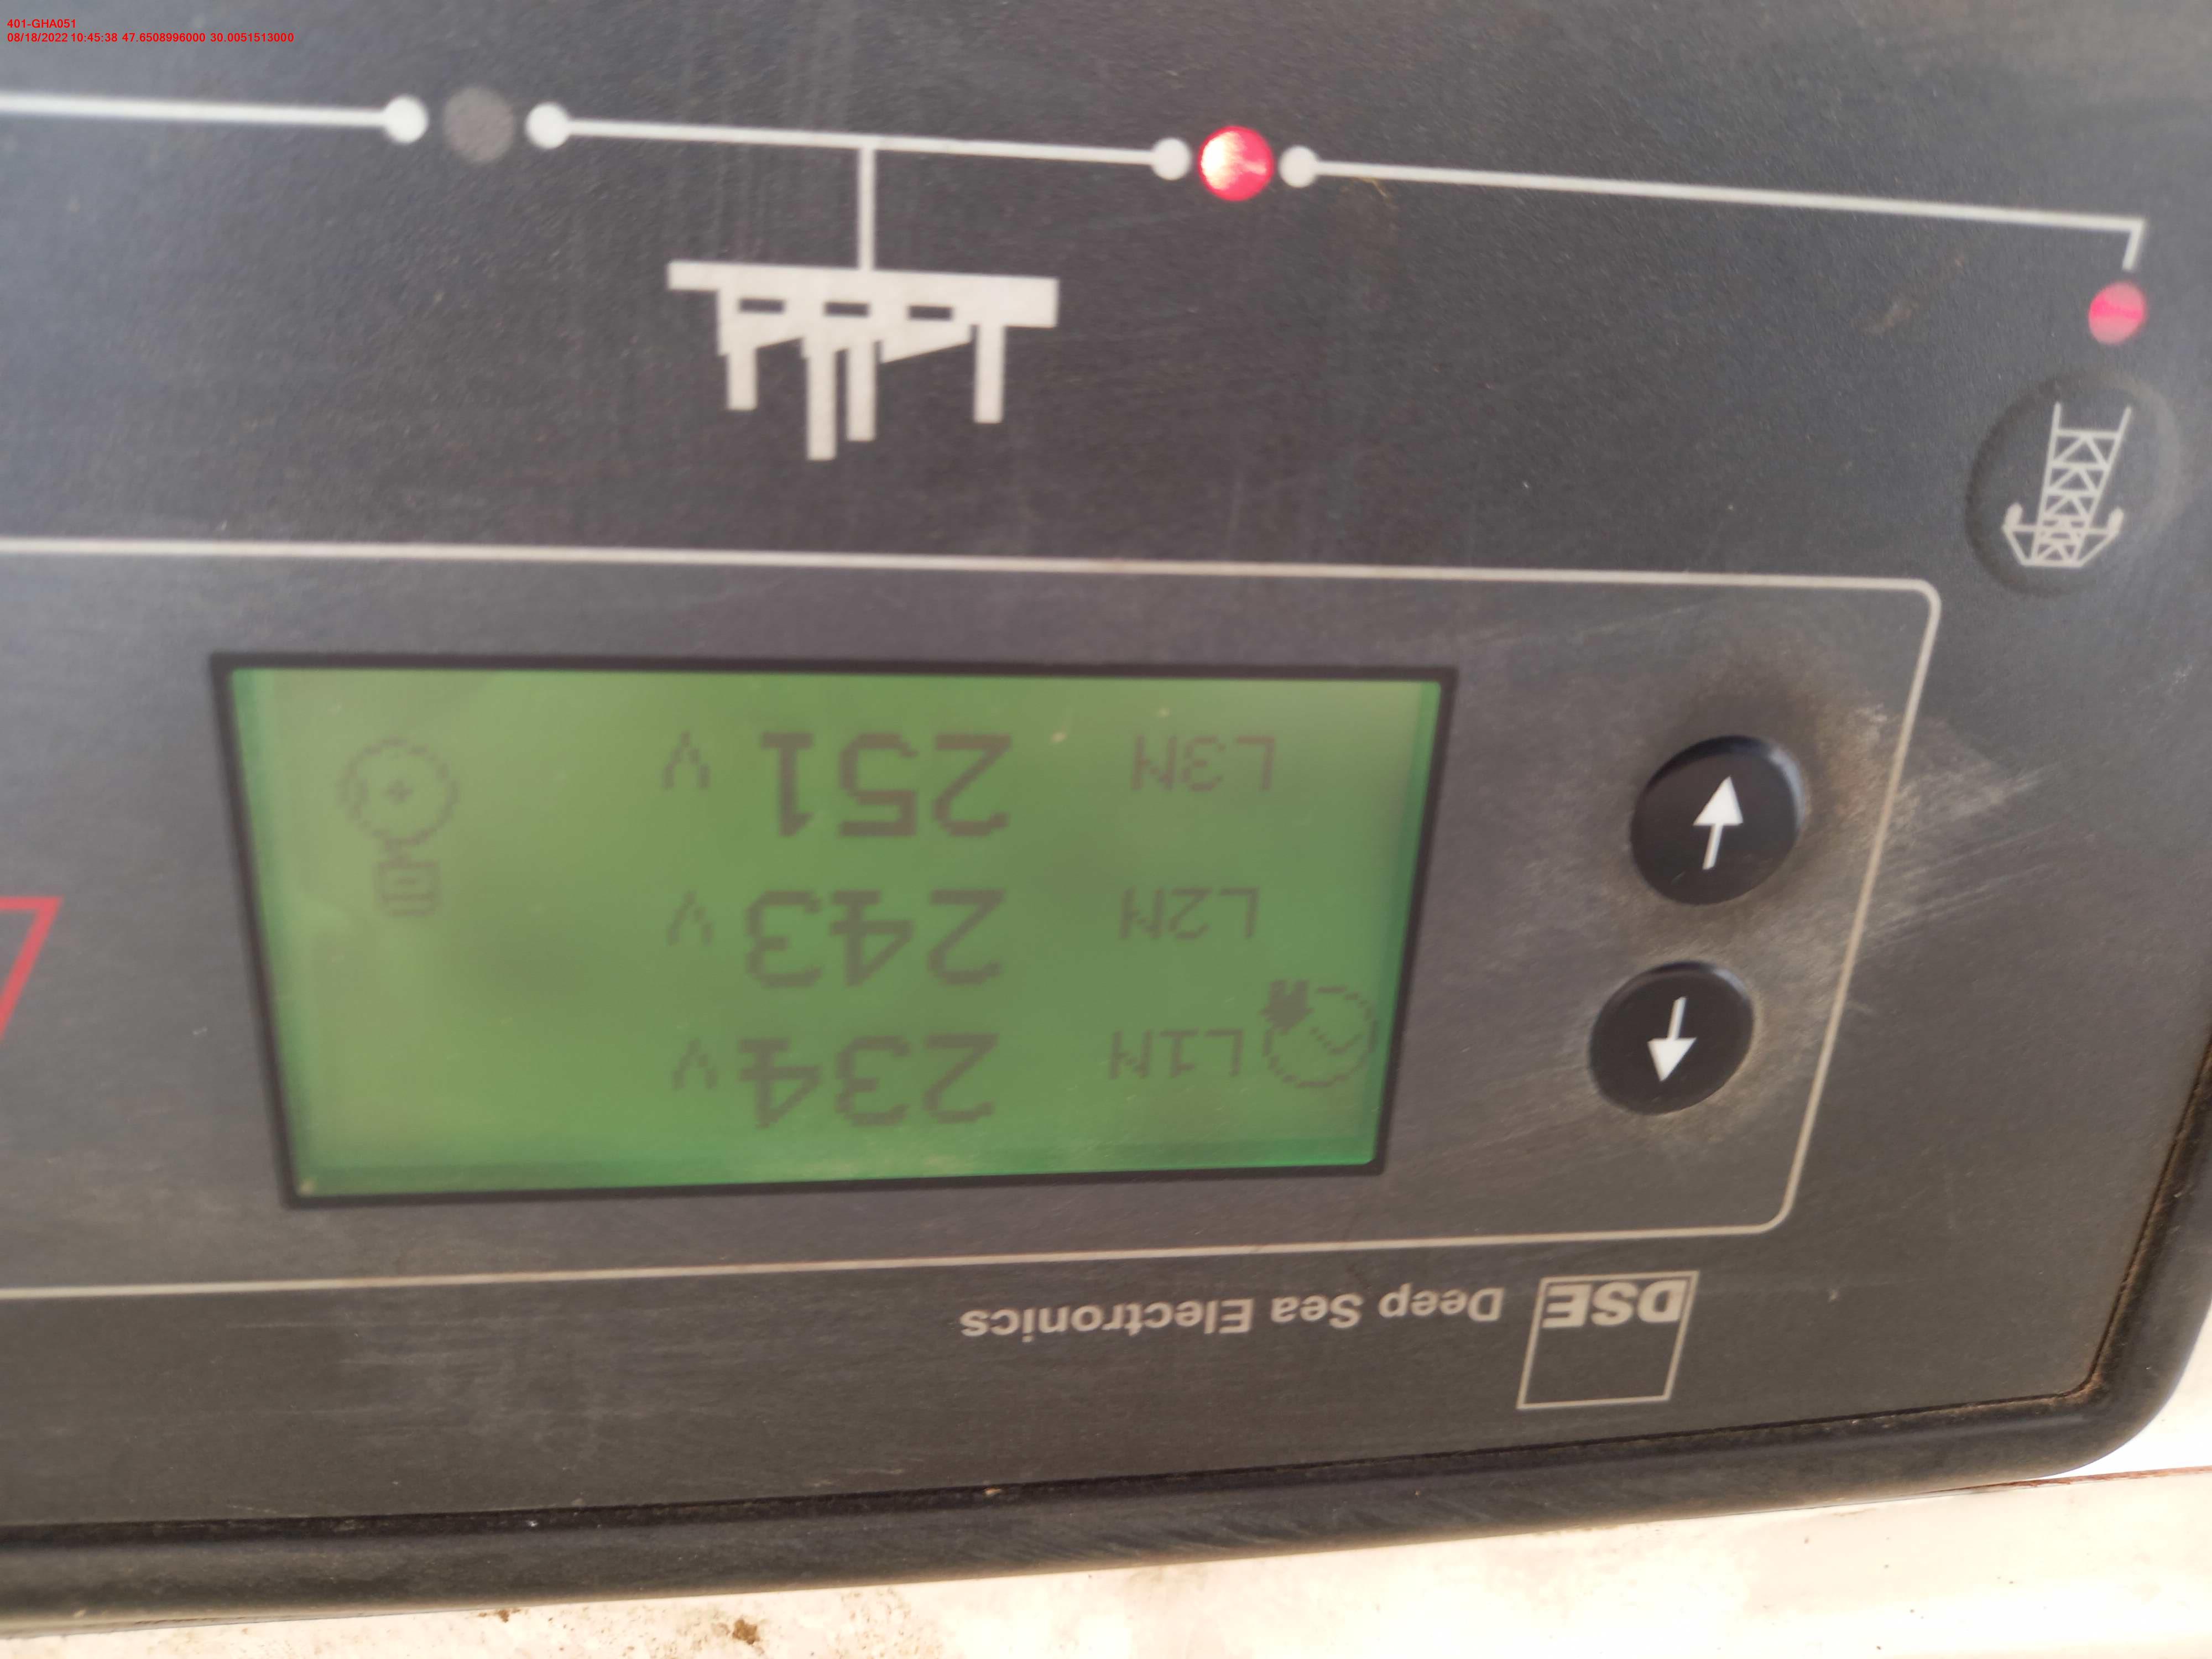 401-GHA051
08/18/2022 10:45:38 47.6508996000 30.0051513000
DSE Deep Sea Electronics
L1N 234 V
L2N 243 V
L3N 251 V